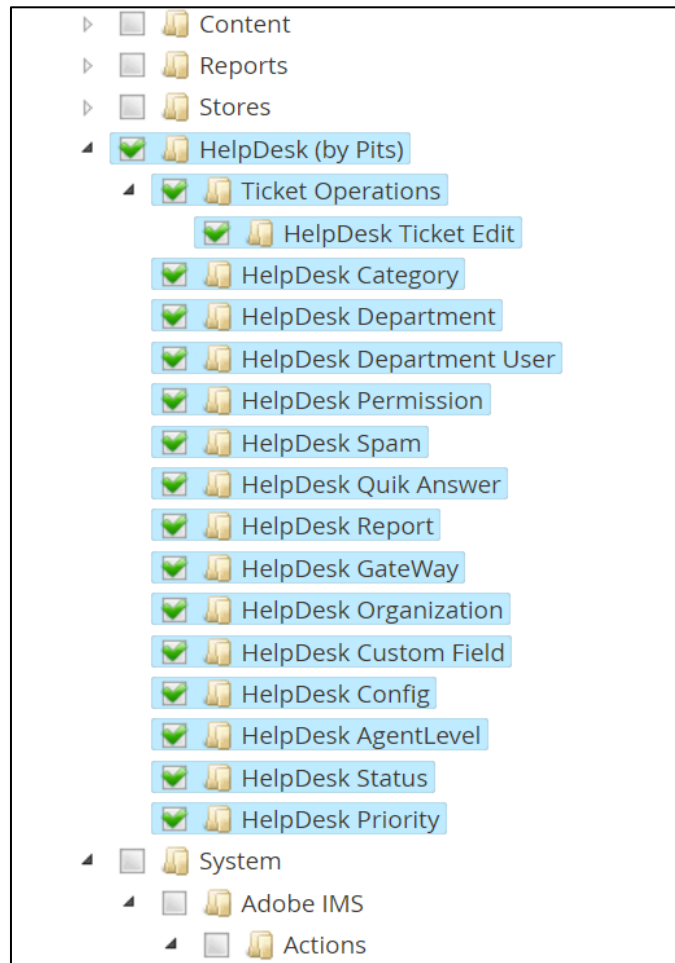 Content
Reports
Stores
HelpDesk (by Pits)
Ticket Operations
HelpDesk Ticket Edit
HelpDesk Category
HelpDesk Department
HelpDesk Department User
HelpDesk Permission
HelpDesk Spam
HelpDesk Quik Answer
HelpDesk Report
HelpDesk GateWay
HelpDesk Organization
HelpDesk Custom Field
HelpDesk Config
HelpDesk AgentLevel
HelpDesk Status
HelpDesk Priority
System
Adobe IMS
Actions